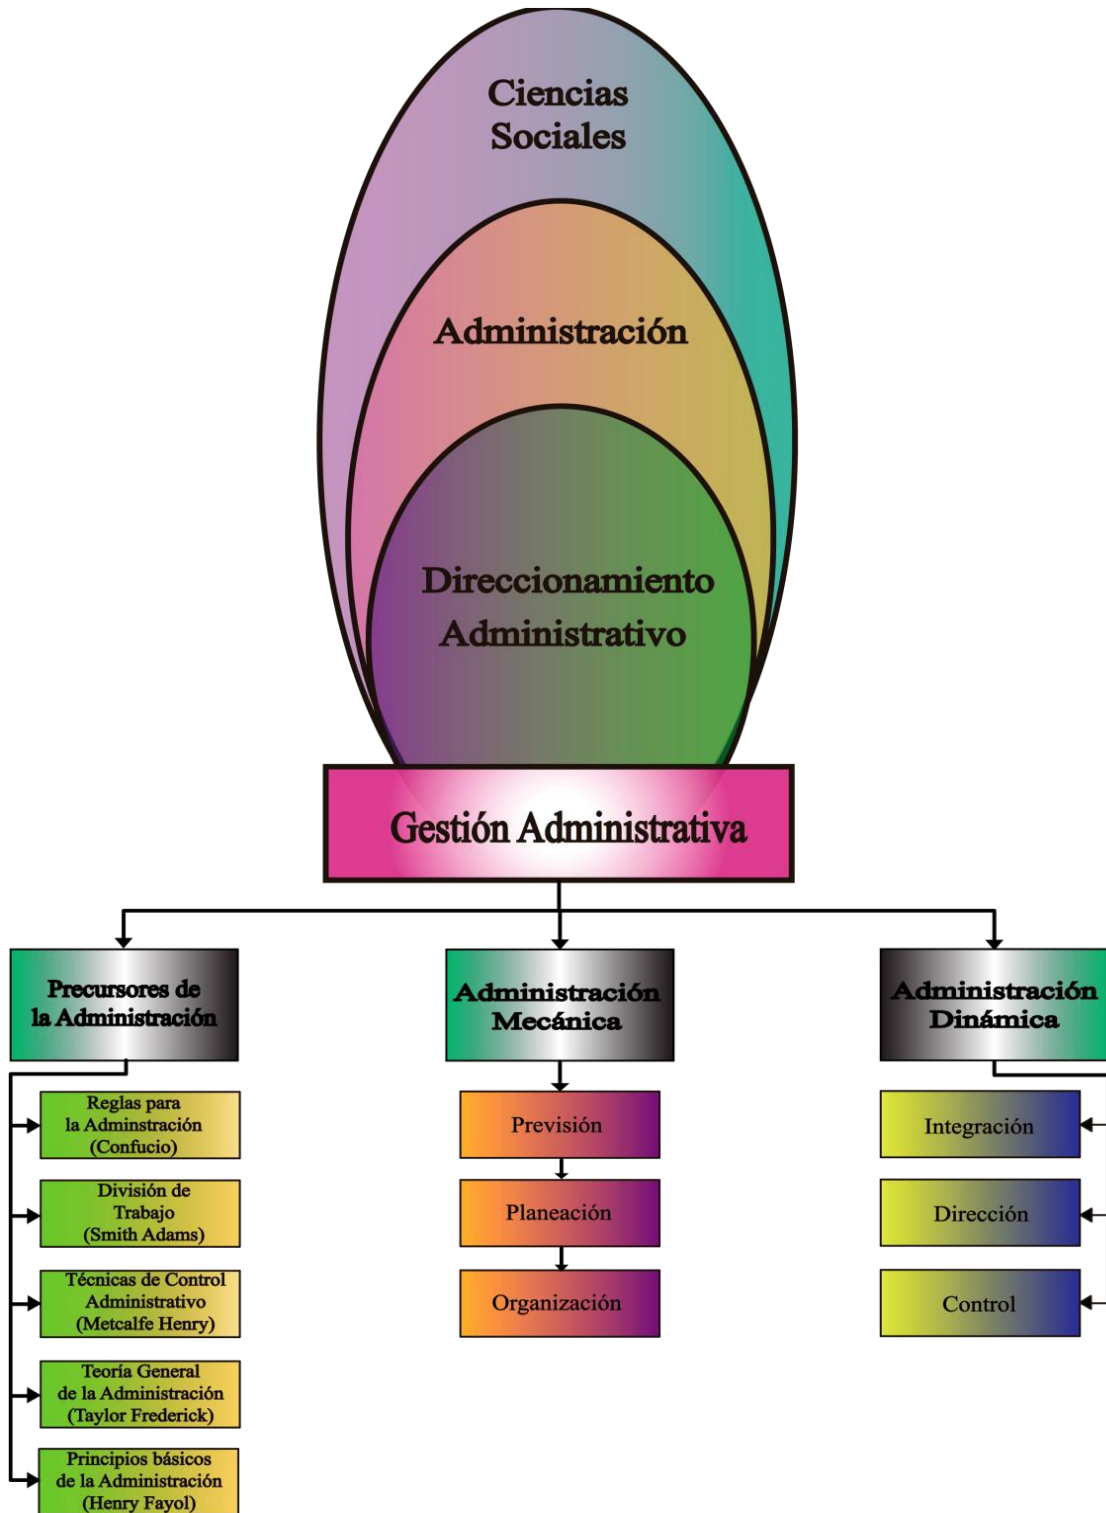 Ciencias
Sociales
Administración
Direccionamiento
Administrativo
Gestión Administrativa
Precursores de
la Administración
Reglas para
la Adminstración
(Confucio)
División de
Trabajo
(Smith Adams)
Técnicas de Control
Administrativo
(Metcalfe Henry)
Teoría General
de la Administración
(Taylor Frederick)
Principios básicos
de la Administración
(Henry Fayol)
Administración
Mecánica
Previsión
Planeación
Organización
Administración
Dinámica
Integración
Dirección
Control